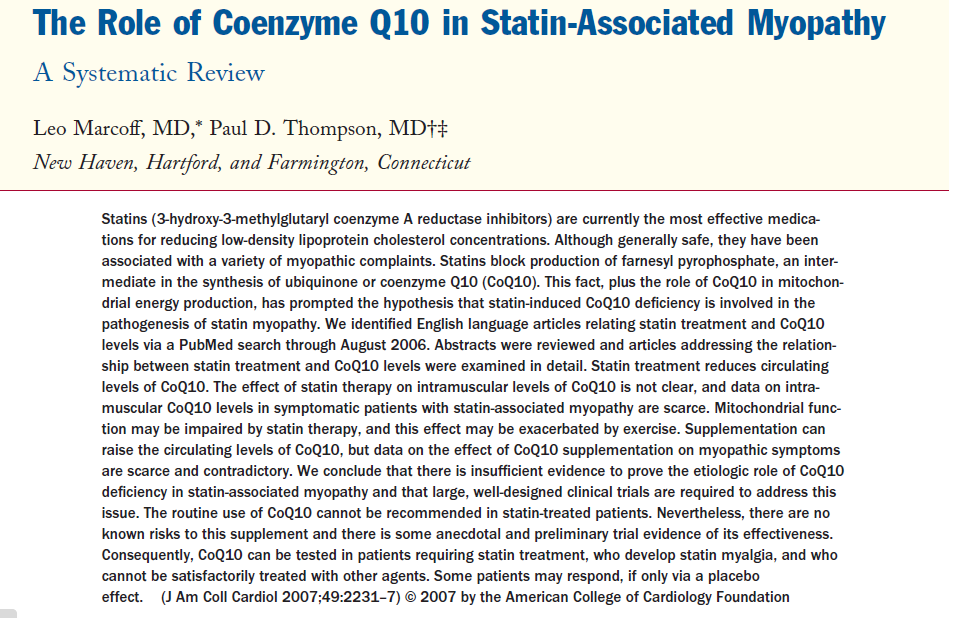 The Role of Coenzyme Q10 in Statin-Associated Myopathy
A Systematic Review
Leo Marcoff, MD,* Paul D. Thompson, MD†‡
New Haven, Hartford, and Farmington, Connecticut
Statins (3-hydroxy-3-methylglutaryl coenzyme A reductase inhibitors) are currently the most effective medica-
tions for reducing low-density lipoprotein cholesterol concentrations. Although generally safe, they have been
associated with a variety of myopathic complaints. Statins block production of farnesyl pyrophosphate, an inter-
mediate in the synthesis of ubiquinone or coenzyme Q10 (CoQ10). This fact, plus the role of CoQ10 in mitochon-
drial energy production, has prompted the hypothesis that statin-induced CoQ10 deficiency is involved in the
pathogenesis of statin myopathy. We identified English language articles relating statin treatment and CoQ10
levels via a PubMed search through August 2006. Abstracts were reviewed and articles addressing the relation-
ship between statin treatment and CoQ10 levels were examined in detail. Statin treatment reduces circulating
levels of CoQ10. The effect of statin therapy on intramuscular levels of CoQ10 is not clear, and data on intra-
muscular CoQ10 levels in symptomatic patients with statin-associated myopathy are scarce. Mitochondrial func-
tion may be impaired by statin therapy, and this effect may be exacerbated by exercise. Supplementation can
raise the circulating levels of CoQ10, but data on the effect of CoQ10 supplementation on myopathic symptoms
are scarce and contradictory. We conclude that there is insufficient evidence to prove the etiologic role of CoQ10
deficiency in statin-associated myopathy and that large, well-designed clinical trials are required to address this
issue. The routine use of CoQ10 cannot be recommended in statin-treated patients. Nevertheless, there are no
known risks to this supplement and there is some anecdotal and preliminary trial evidence of its effectiveness.
Consequently, CoQ10 can be tested in patients requiring statin treatment, who develop statin myalgia, and who
cannot be satisfactorily treated with other agents. Some patients may respond, if only via a placebo
effect. (J Am Coll Cardiol 2007;49:2231–7) © 2007 by the American College of Cardiology Foundation